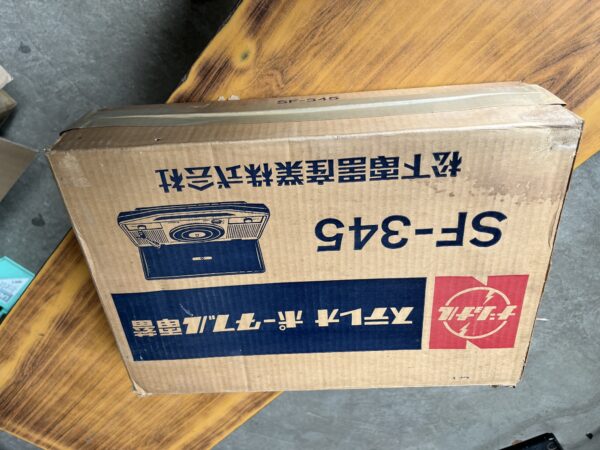 ナショナル
ステレオ ポータブル 電蓄
SF-345
松下電器産業株式会社
SF-345